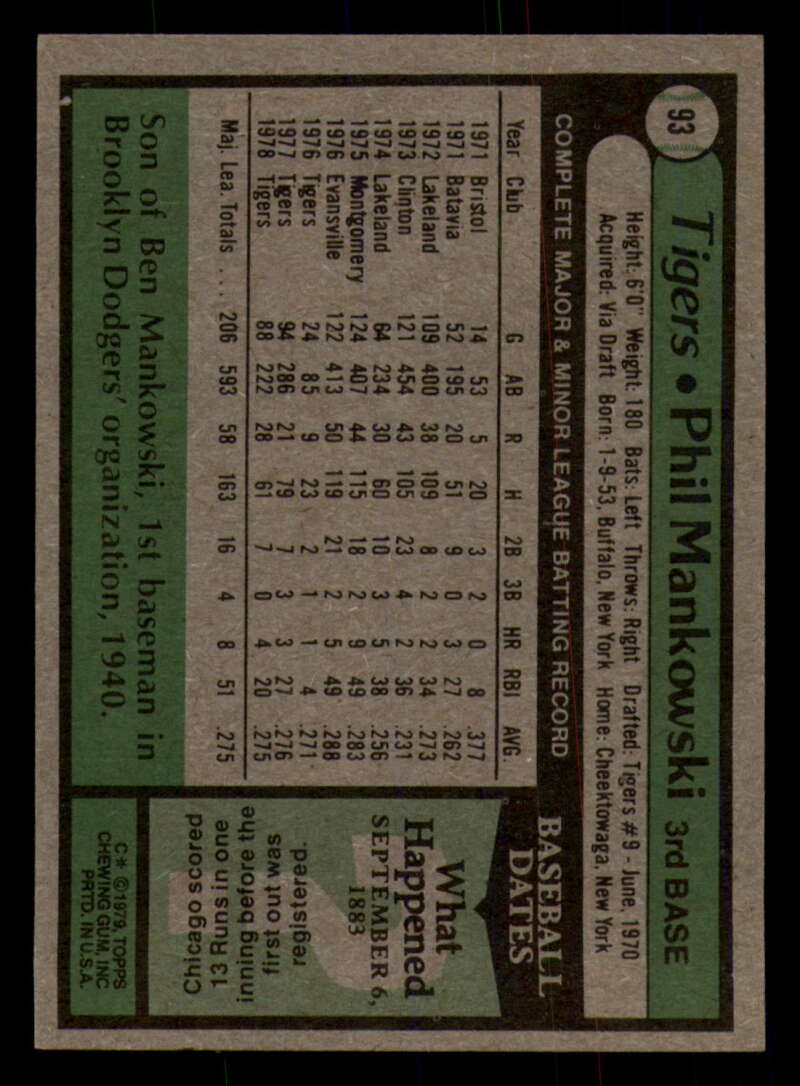 93
Tigers • Phil Mankowski 3rd BASE
Height: 6'0" Weight: 180 Bats: Left Throws: Right Drafted: Tigers #9 - June, 1970
Acquired: Via Draft Born: 1-9-53, Buffalo, New York Home: Cheektowaga, New York
COMPLETE MAJOR & MINOR LEAGUE BATTING RECORD
Year Club G AB R H 2B 3B HR RBI AVG.
1971 Bristol 14 53 5 20 3 2 0 8 .377
1971 Batavia 52 195 20 51 9 0 3 27 .262
1972 Lakeland 109 400 38 109 8 2 2 34 .273
1973 Clinton 121 454 43 105 23 4 2 36 .231
1974 Lakeland 64 234 30 60 10 3 5 38 .256
1975 Montgomery 124 407 44 115 18 2 9 49 .283
1976 Evansville 122 413 50 119 21 2 5 49 .288
1976 Tigers 24 85 9 23 2 1 1 4 .271
1977 Tigers 94 286 21 79 7 3 3 27 .276
1978 Tigers 88 222 28 61 7 0 4 20 .275
Maj. Lea. Totals . . . 206 593 58 163 16 4 8 51 .275
Son of Ben Mankowski, 1st baseman in
Brooklyn Dodgers' organization, 1940.
BASEBALL
DATES
What
Happened
SEPTEMBER 6,
1883
Chicago scored
13 Runs in one
inning before the
first out was
registered.
C* ©1979, TOPPS
CHEWING GUM, INC
PRTD. IN U.S.A.